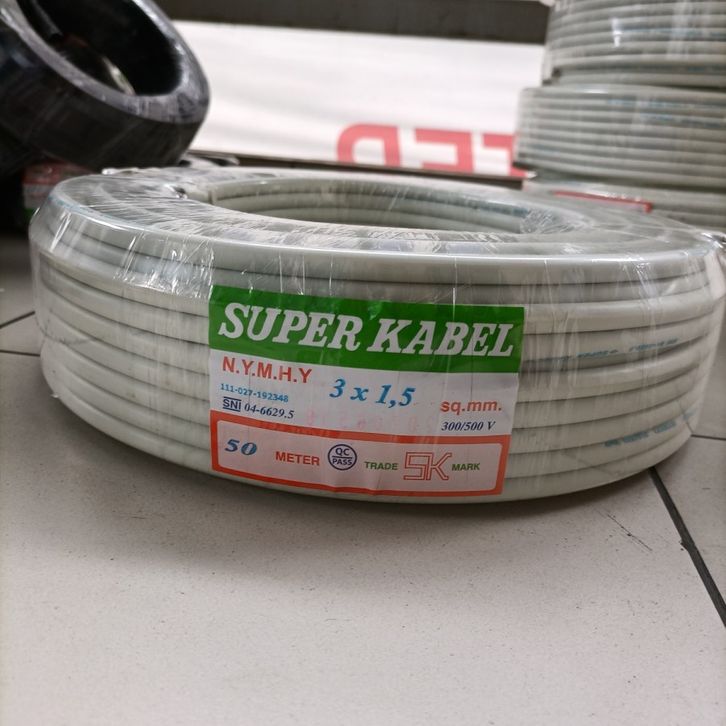 SUPER KABEL
N.Y.M.H.Y
3 x 1,5
sq.mm.
111-027-192348
SNI 04-6629.5
300/500 V
50 METER QC PASS TRADE SK MARK